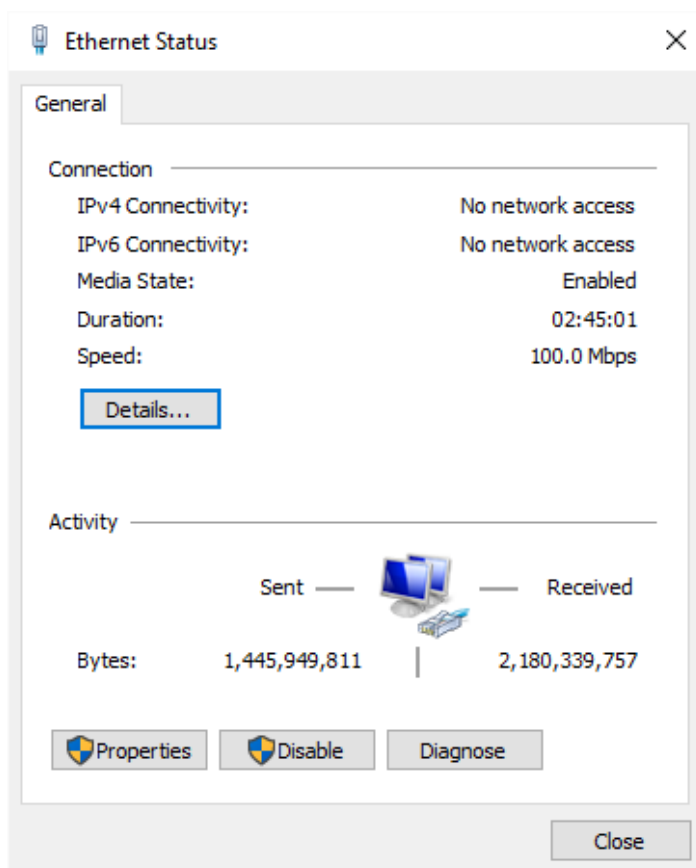 Ethernet Status
General
Connection
IPv4 Connectivity: No network access
IPv6 Connectivity: No network access
Media State: Enabled
Duration: 02:45:01
Speed: 100.0 Mbps
Details...
Activity
Sent Received
Bytes: 1,445,949,811 2,180,339,757
Properties Disable Diagnose
Close